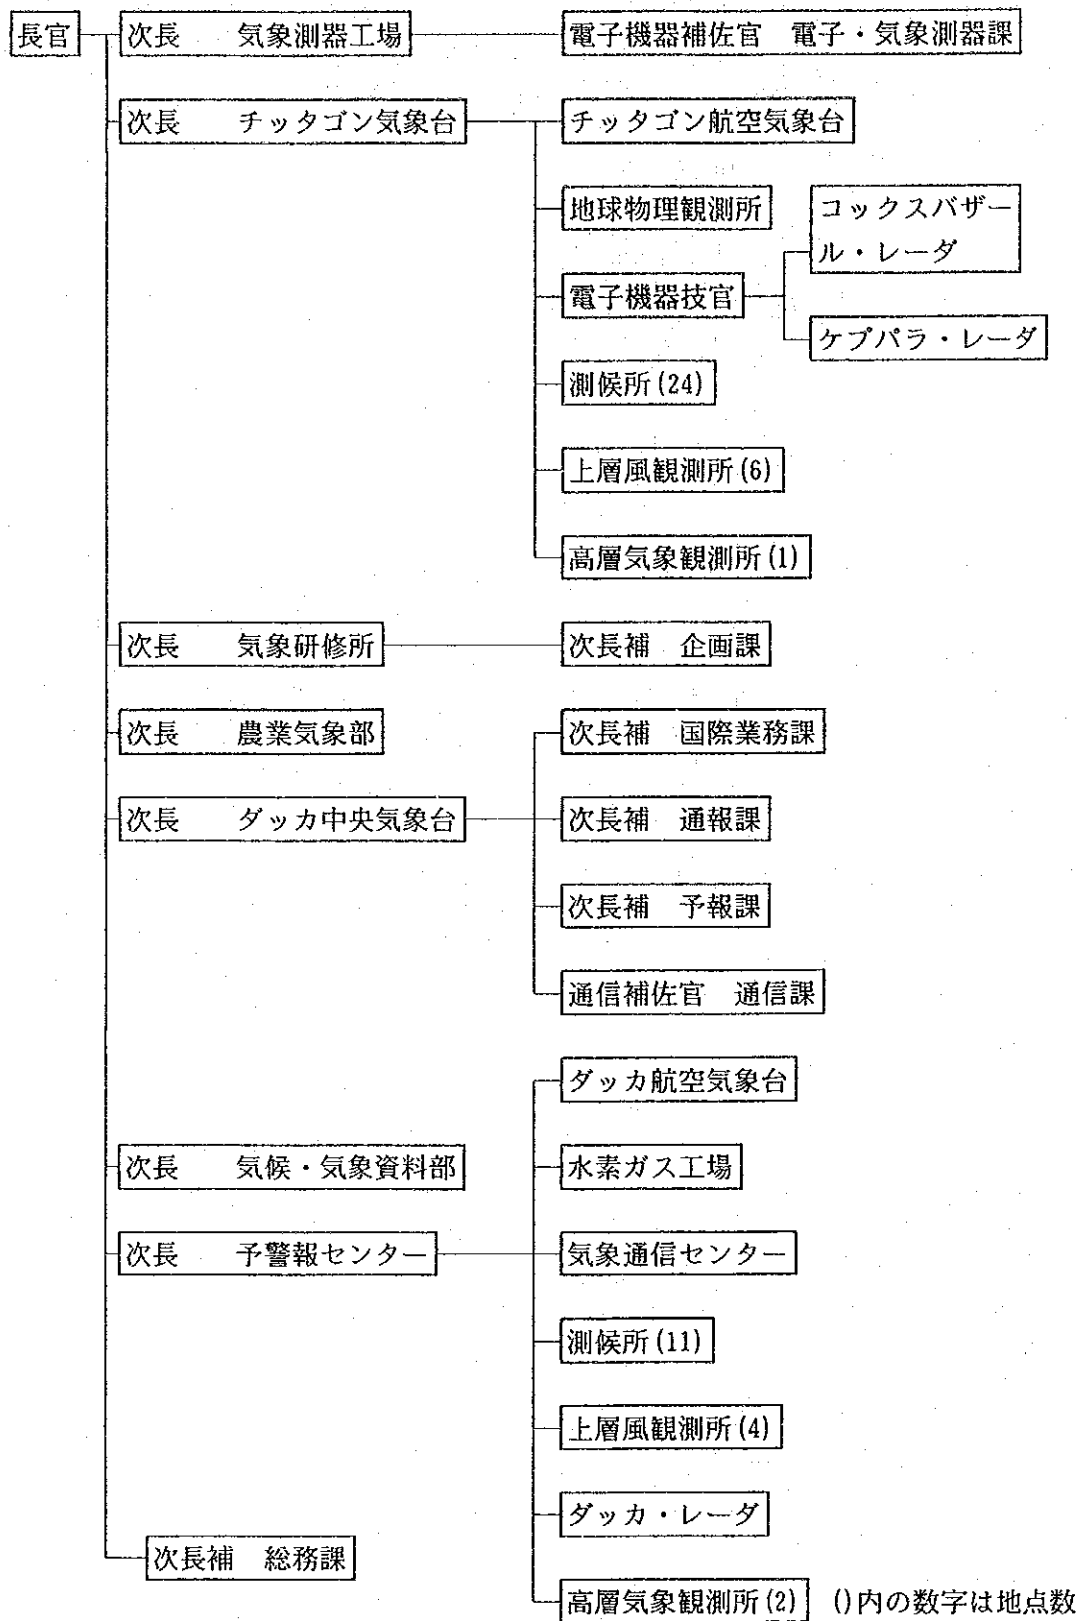 長官
次長　気象測器工場
電子機器補佐官　電子・気象測器課
次長　チッタゴン気象台
チッタゴン航空気象台
地球物理観測所
コックスバザー
ル・レーダ
電子機器技官
ケプパラ・レーダ
測候所(24)
上層風観測所(6)
高層気象観測所(1)
次長　気象研修所
次長補　企画課
次長　農業気象部
次長補　国際業務課
次長　ダッカ中央気象台
次長補　通報課
次長補　予報課
通信補佐官　通信課
ダッカ航空気象台
次長　気候・気象資料部
水素ガス工場
次長　予警報センター
気象通信センター
測候所(11)
上層風観測所(4)
ダッカ・レーダ
次長補　総務課
高層気象観測所(2)　()内の数字は地点数